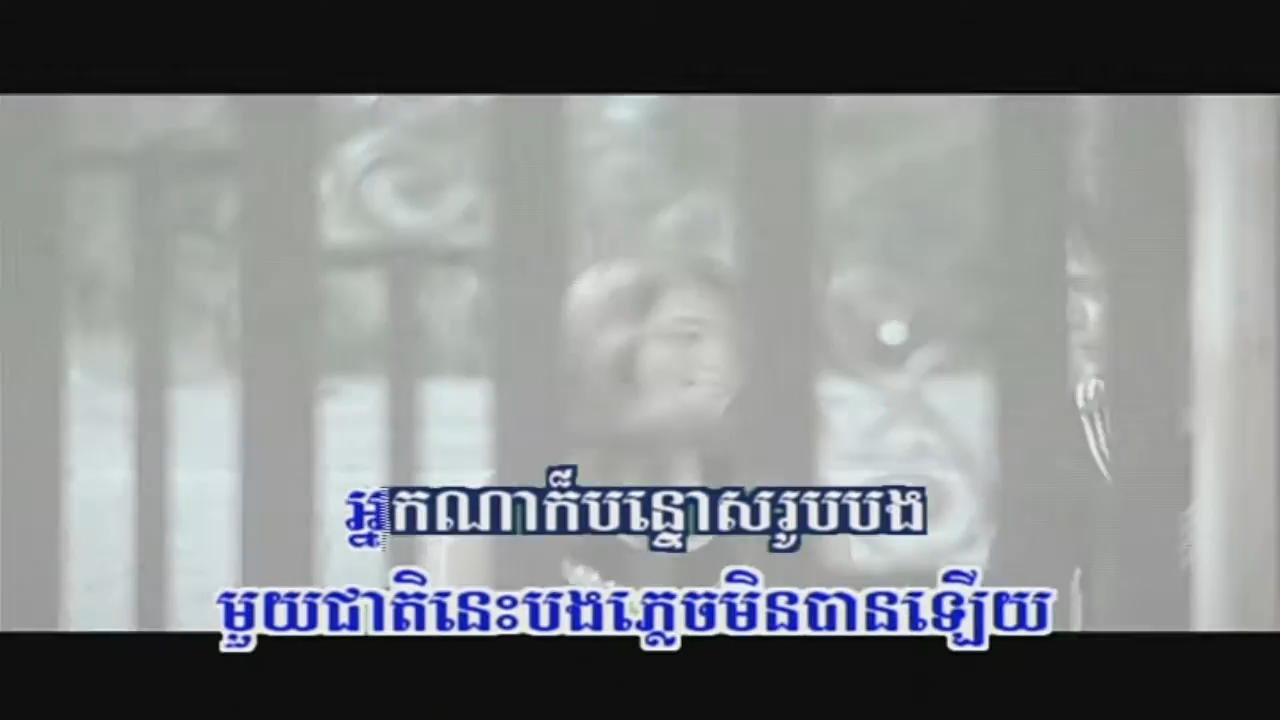 អ្នកណាក៏បន្ទោសរូបបង
មួយជាតិនេះបងភ្លេចមិនបានឡើយ